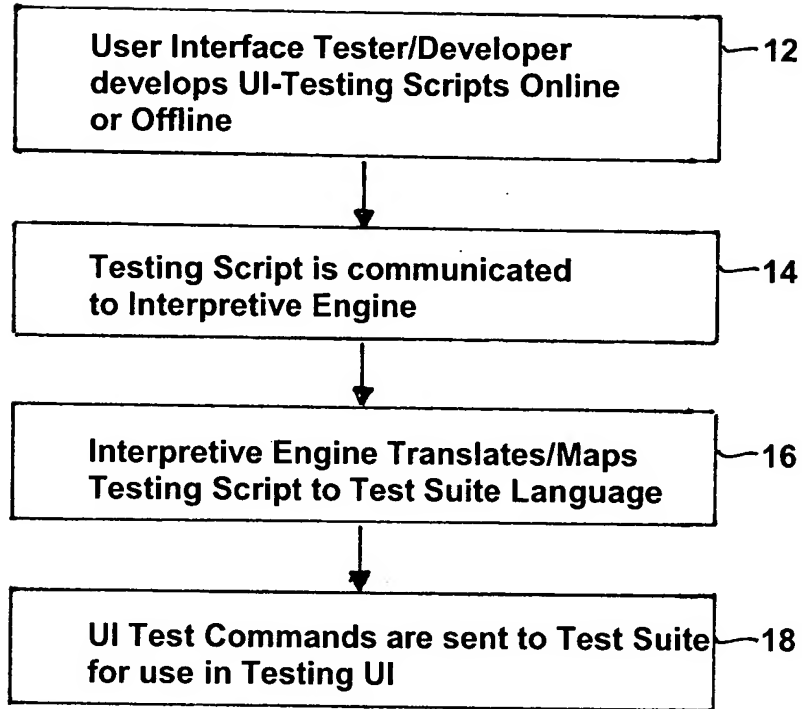 User Interface Tester/Developer
develops UI-Testing Scripts Online
or Offline
12
Testing Script is communicated
to Interpretive Engine
14
Interpretive Engine Translates/Maps
Testing Script to Test Suite Language
16
UI Test Commands are sent to Test Suite
for use in Testing UI
18